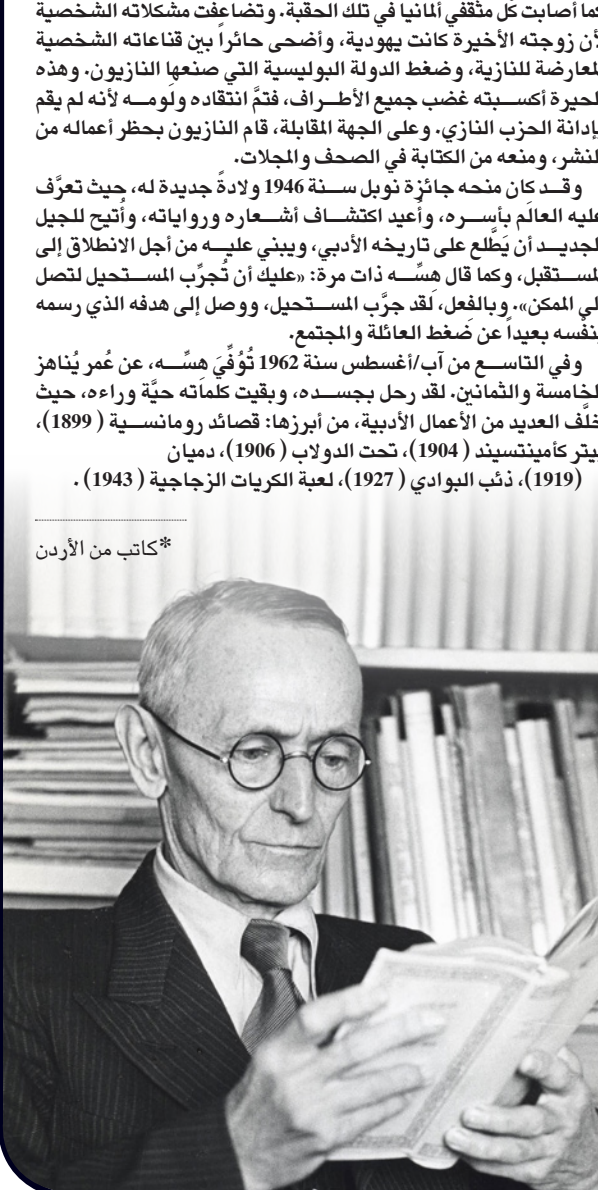 كما أصابت كل مثقفي ألمانيا في تلك الحقبة. وتضاعفت مشكلاته الشخصية
لأن زوجته الأخيرة كانت يهودية، وأضحى حائراً بين قناعاته الشخصية
المعارضة للنازية، وضغط الدولة البوليسية التي صنعها النازيون. وهذه
الحيرة أكسبته غضب جميع الأطراف، فتمَّ انتقاده ولومه لأنه لم يقم
بإدانة الحزب النازي. وعلى الجهة المقابلة، قام النازيون بحظر أعماله من
النشر، ومنعه من الكتابة في الصحف والمجلات.
وقد كان منحه جائزة نوبل سنة 1946 ولادةً جديدة له، حيث تعرَّف
عليه العالَم بأسره، وأُعيد اكتشاف أشعاره ورواياته، وأُتيح للجيل
الجديد أن يَطَّلع على تاريخه الأدبي، ويبني عليه من أجل الانطلاق إلى
المستقبل، وكما قال هِسَّه ذات مرة: «عليك أن تُجرِّب المستحيل لتصل
إلى الممكن». وبالفعل، لقد جرَّب المستحيل، ووصل إلى هدفه الذي رسمه
بنفْسه بعيداً عن ضغط العائلة والمجتمع.
وفي التاسع من آب/أغسطس سنة 1962 تُوُفِّيَ هِسَّه، عن عُمر يُناهز
الخامسة والثمانين. لقد رحل بجسده، وبقيت كلماته حيَّة وراءه، حيث
خلَّف العديد من الأعمال الأدبية، من أبرزها: قصائد رومانسية (1899)،
بيتر كأمينتسيند (1904)، تحت الدولاب (1906)، دميان
(1919)، ذئب البوادي (1927)، لعبة الكريات الزجاجية (1943) .
*كاتب من الأردن